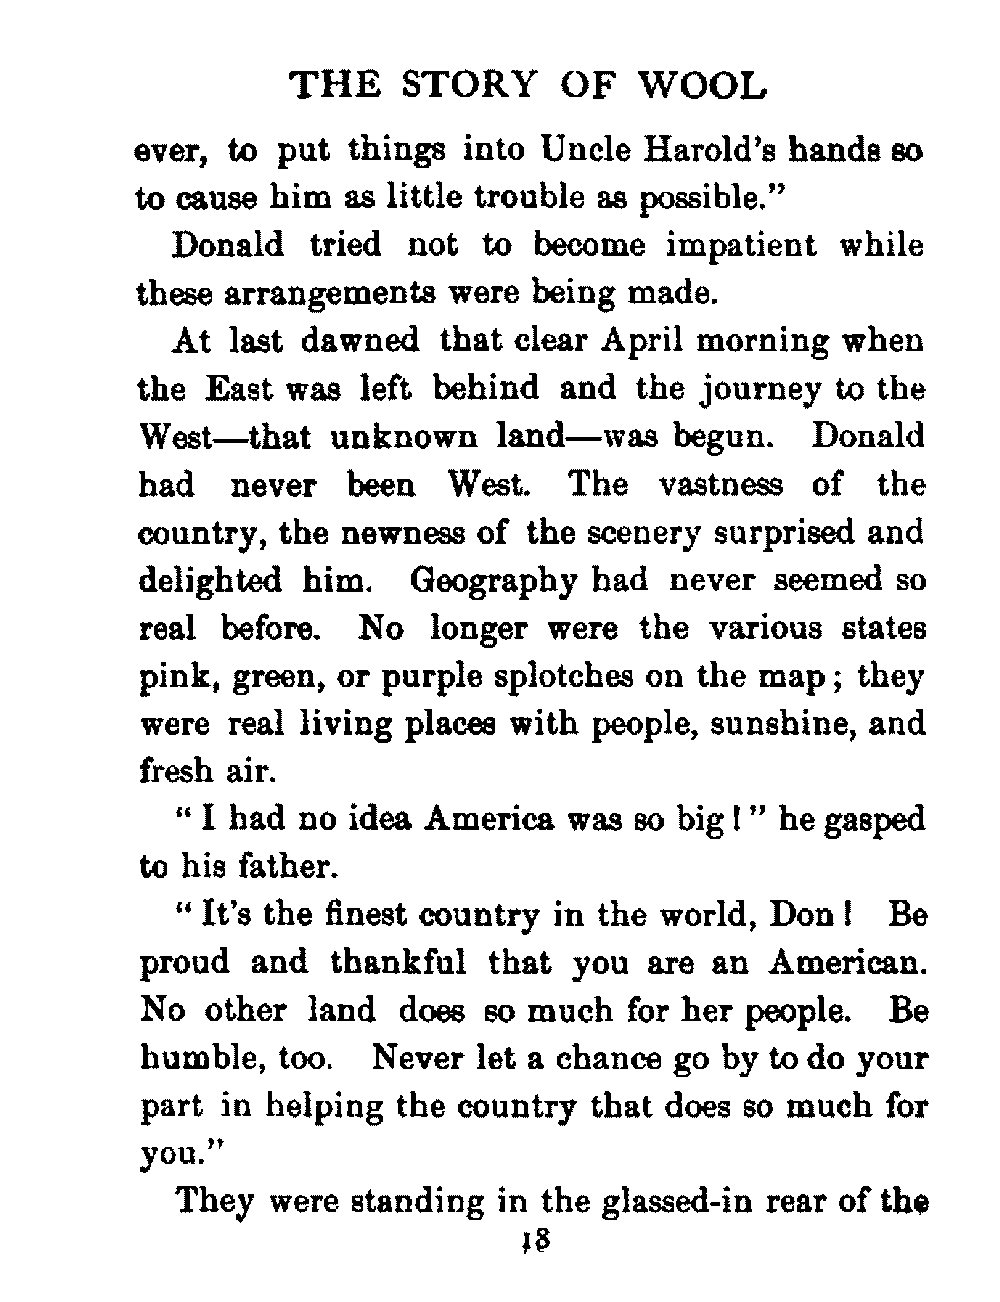 THE STORY OF WOOL
ever, to put things into Uncle Harold's hands so
to cause him as little trouble as possible."
Donald tried not to become impatient while
these arrangements were being made.
At last dawned that clear April morning when
the East was left behind and the journey to the
West—that unknown land—was begun. Donald
had never been West. The vastness of the
country, the newness of the scenery surprised and
delighted him. Geography had never seemed so
real before. No longer were the various states
pink, green, or purple splotches on the map; they
were real living places with people, sunshine, and
fresh air.
"I had no idea America was so big!" he gasped
to his father.
"It's the finest country in the world, Don! Be
proud and thankful that you are an American.
No other land does so much for her people. Be
humble, too. Never let a chance go by to do your
part in helping the country that does so much for
you."
They were standing in the glassed-in rear of the
18